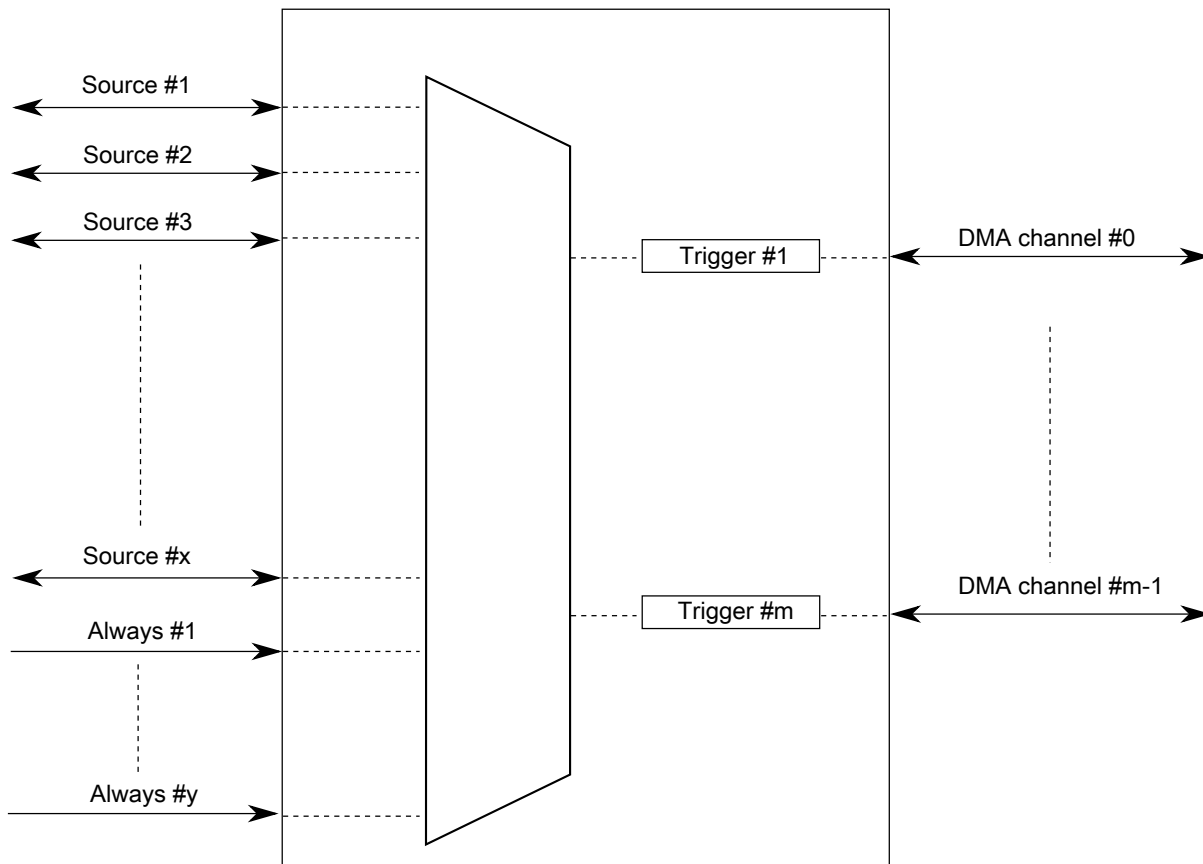 Source #1
Source #2
Source #3
Trigger #1
DMA channel #0
Source #x
DMA channel #m-1
Trigger #m
Always #1
Always #y